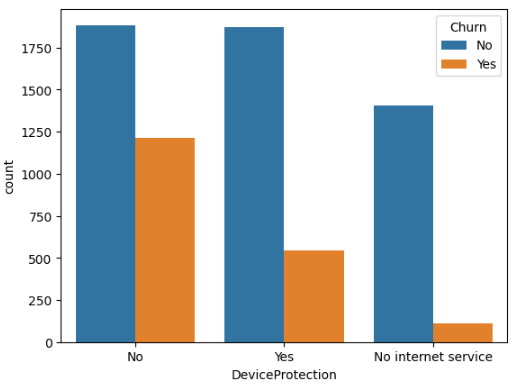 Churn
No
Yes
1750
1500
1250
1000
750
500
250
0
count
No Yes No internet service
DeviceProtection